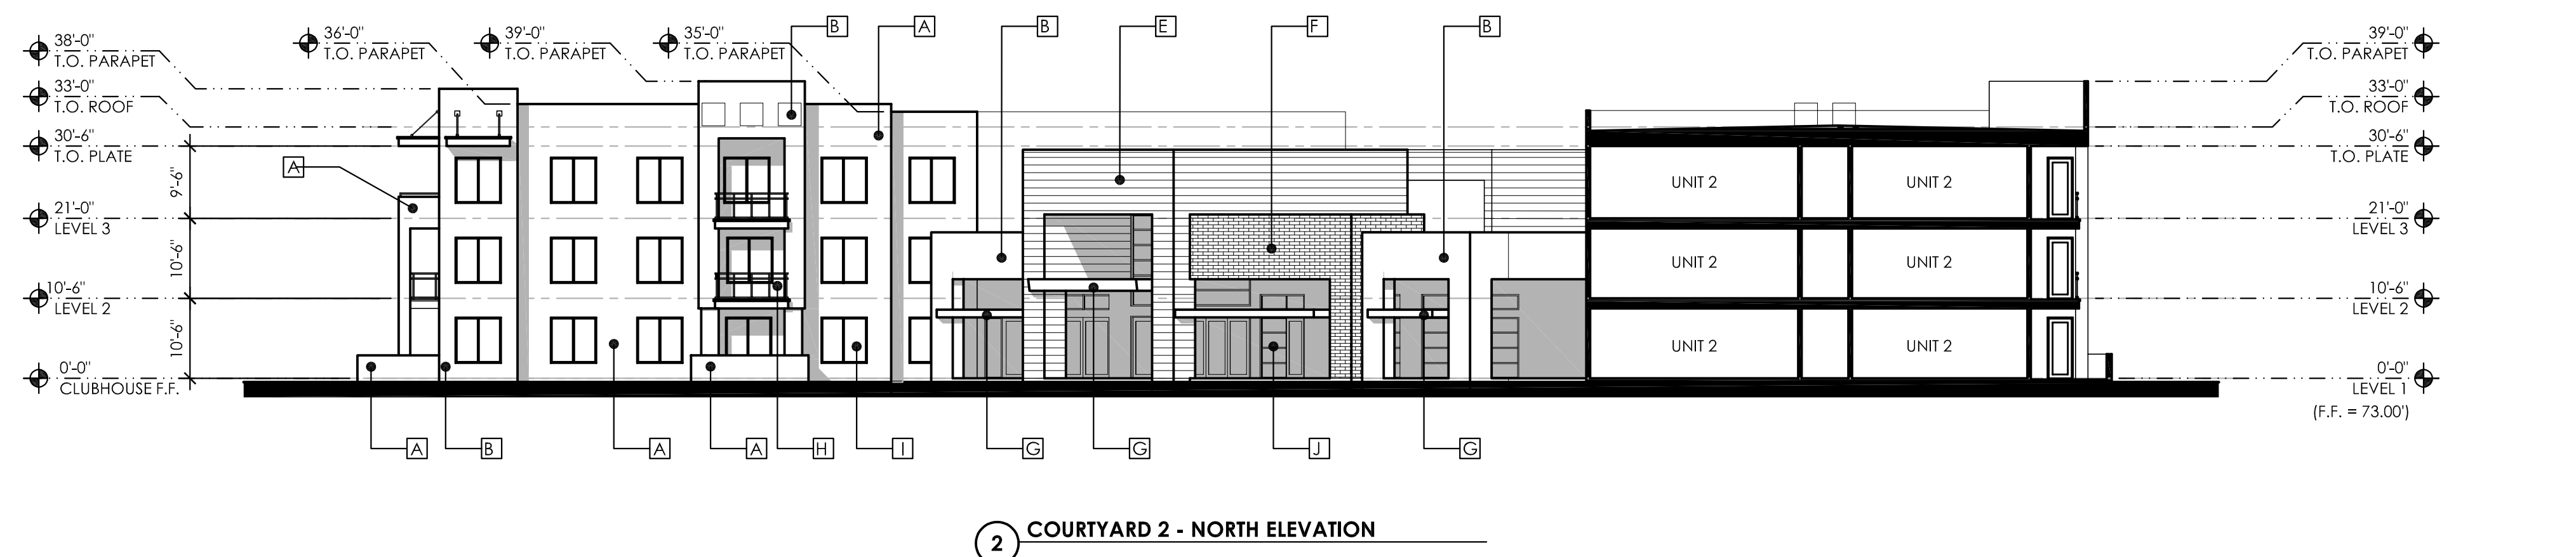 B
A
B
E
F
B
38'-0"
T.O. PARAPET
36'-0"
T.O. PARAPET
39'-0"
T.O. PARAPET
35'-0"
T.O. PARAPET
39'-0"
T.O. PARAPET
33'-0"
T.O. ROOF
33'-0"
T.O. ROOF
30'-6"
T.O. PLATE
30'-6"
T.O. PLATE
A
9'-6"
UNIT 2
UNIT 2
21'-0"
LEVEL 3
21'-0"
LEVEL 3
10'-6"
UNIT 2
UNIT 2
10'-6"
LEVEL 2
10'-6"
LEVEL 2
10'-6"
UNIT 2
UNIT 2
0'-0"
CLUBHOUSE F.F.
0'-0"
LEVEL 1
(F.F. = 73.00')
A
B
A
A
H
I
G
G
J
G
2
COURTYARD 2 - NORTH ELEVATION